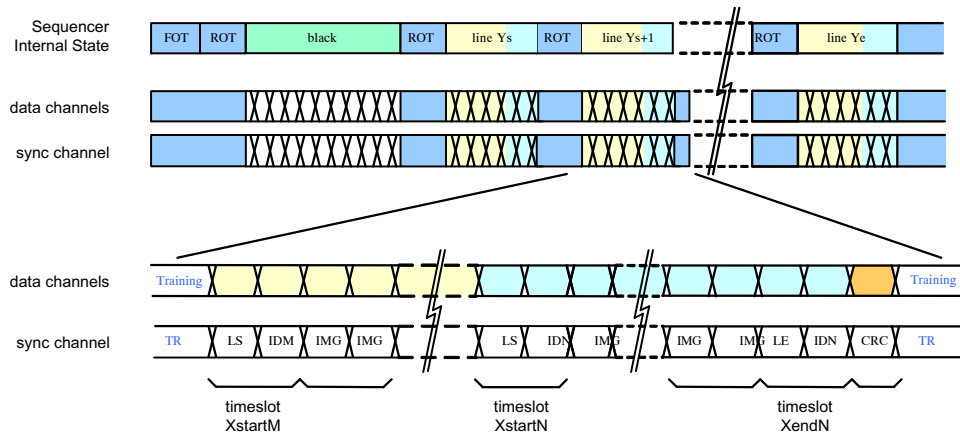 Sequencer
Internal State
FOT ROT black ROT line Ys ROT line Ys+1 ROT line Ye
data channels
sync channel
data channels Training Training
sync channel TR LS IDM IMG IMG LS IDN IMG IMG IMG LE IDN CRC TR
timeslot timeslot timeslot
XstartM XstartN XendN